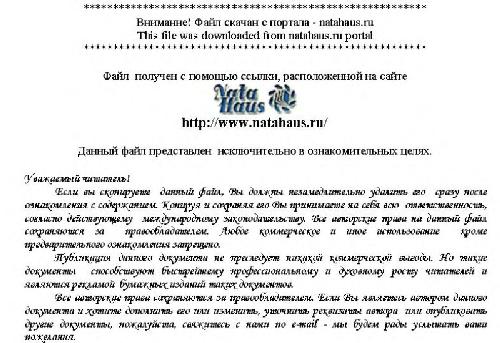 ************************************************
Внимание! Файл скачан с портала - natahaus.ru
This file was downloaded from natahaus.ru portal
************************************************
Файл получен с помощью ссылки, расположенной на сайте
Nata
Haus
http://www.natahaus.ru/
Данный файл представлен исключительно в ознакомительных целях.
Уважаемый читатель!
Если вы скопируете данный файл, Вы должны незамедлительно удалить его сразу после
ознакомления с содержанием. Копируя и сохраняя его Вы принимаете на себя всю ответственность,
согласно действующему международному законодательству. Все авторские права на данный файл
сохраняются за правообладателем. Любое коммерческое и иное использование кроме
предварительного ознакомления запрещено.
Публикация данного документа не преследует никакой коммерческой выгоды. Но такие
документы способствуют быстрейшему профессиональному и духовному росту читателей и
являются рекламой бумажных изданий таких документов.
Все авторские права сохраняются за правообладателем. Если Вы являетесь автором данного
документа и хотите дополнить его или изменить, уточнить реквизиты автора или опубликовать
другие документы, пожалуйста, свяжитесь с нами по e-mail - мы будем рады услышать ваши
пожелания.